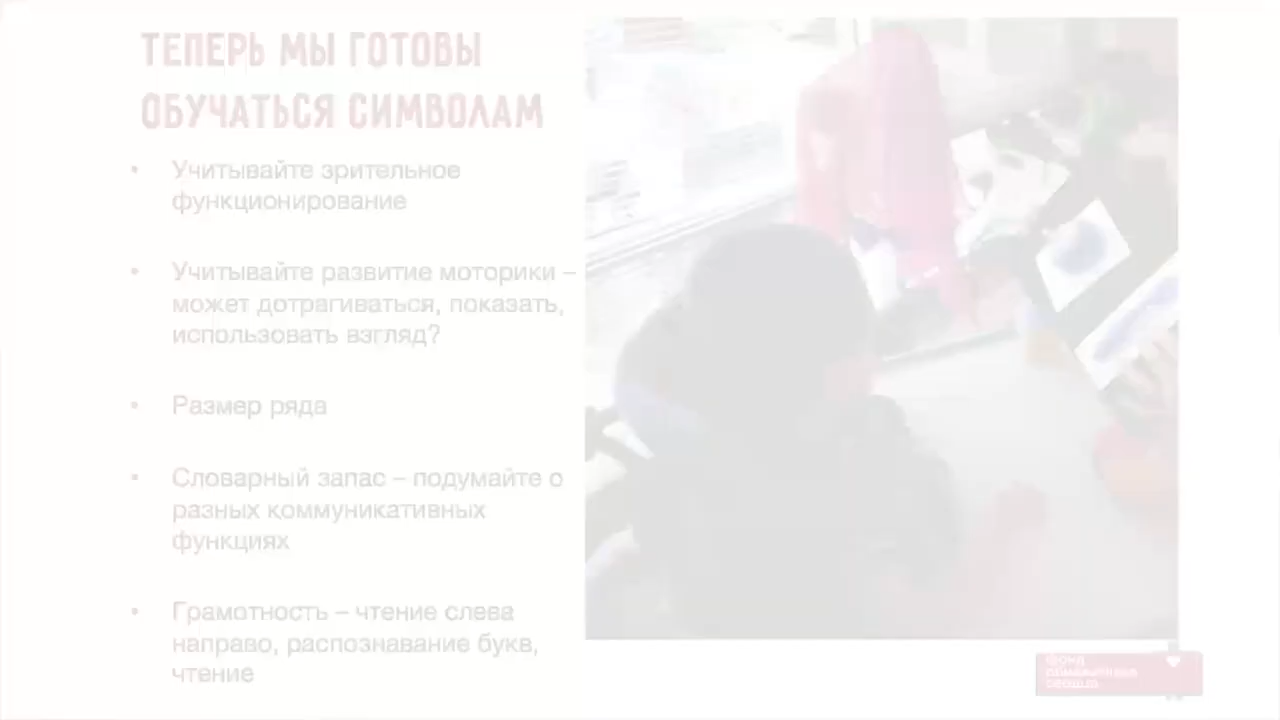 ТЕПЕРЬ МЫ ГОТОВЫ
ОБУЧАТЬСЯ СИМВОЛАМ
• Учитывайте зрительное
функционирование
• Учитывайте развитие моторики –
может дотрагиваться, показать,
использовать взгляд?
• Размер ряда
• Словарный запас – подумайте о
разных коммуникативных
функциях
• Грамотность – чтение слева
направо, распознавание букв,
чтение
ФОНД